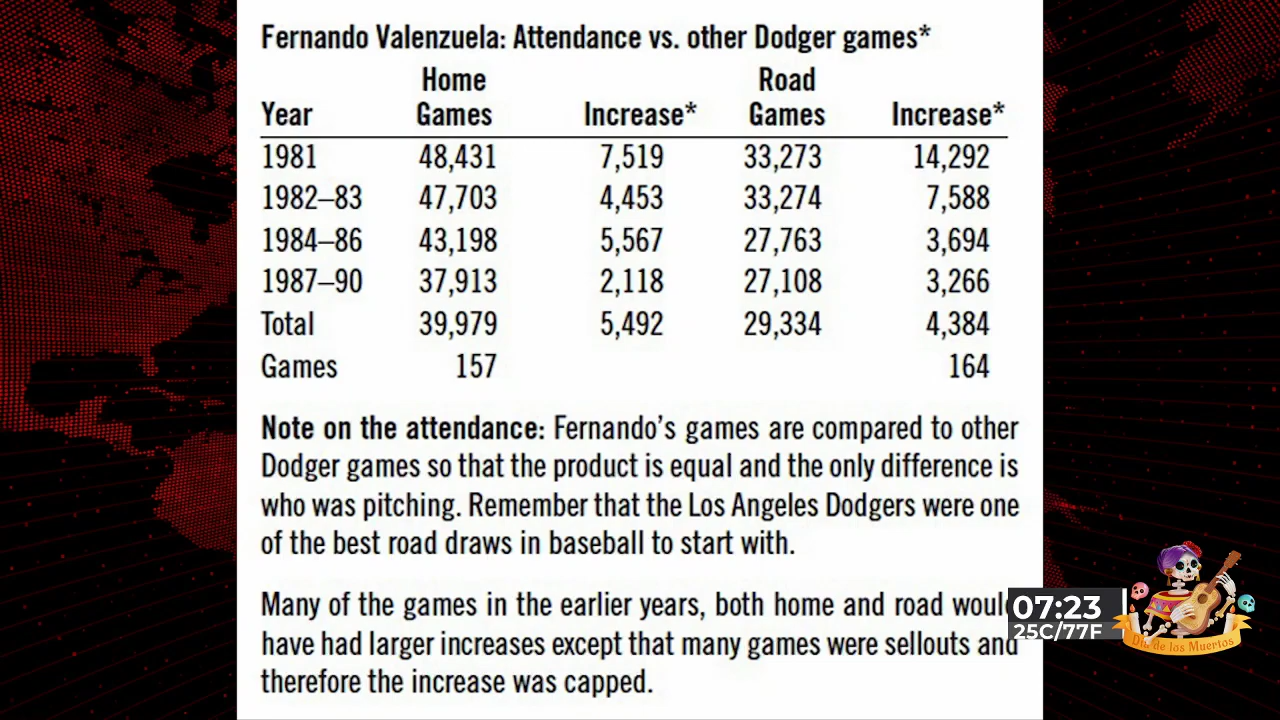 Fernando Valenzuela: Attendance vs. other Dodger games*
Home Road
Year Games Increase* Games Increase*
1981 48,431 7,519 33,273 14,292
1982–83 47,703 4,453 33,274 7,588
1984–86 43,198 5,567 27,763 3,694
1987–90 37,913 2,118 27,108 3,266
Total 39,979 5,492 29,334 4,384
Games 157 164
Note on the attendance: Fernando's games are compared to other
Dodger games so that the product is equal and the only difference is
who was pitching. Remember that the Los Angeles Dodgers were one
of the best road draws in baseball to start with.
Many of the games in the earlier years, both home and road would
have had larger increases except that many games were sellouts and
therefore the increase was capped.
07:23
25C/77F
Dia de los Muertos